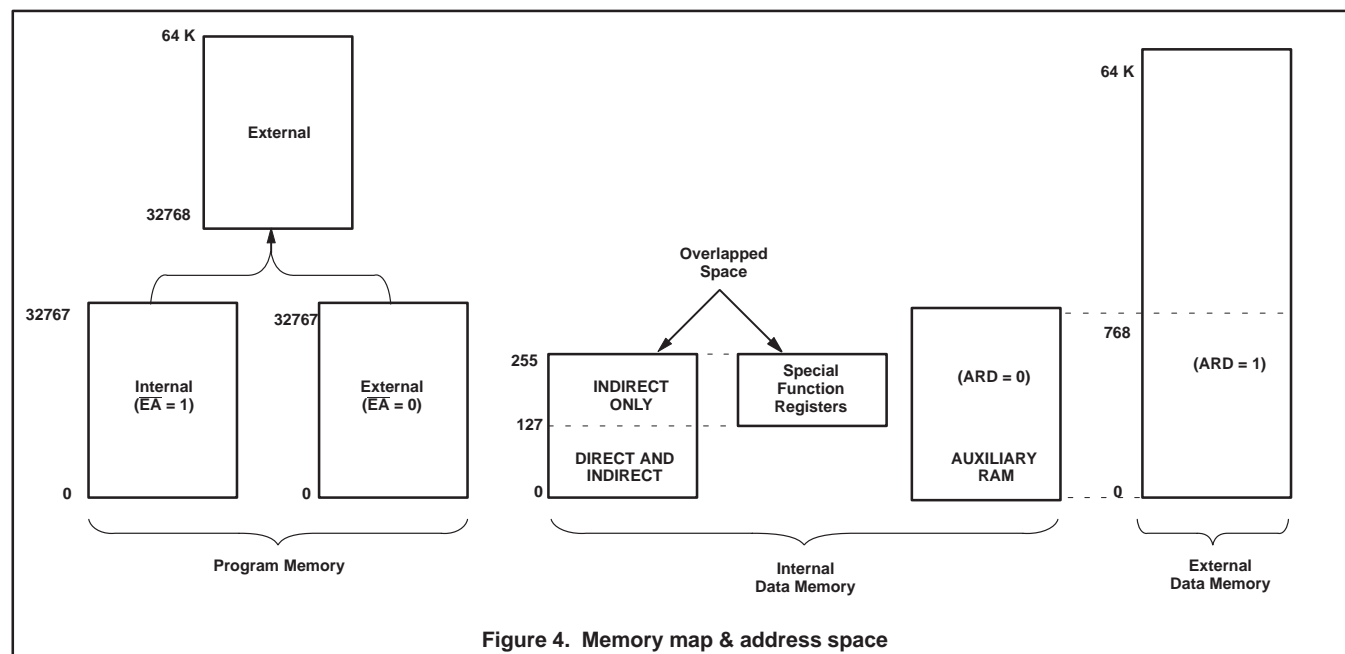 64 K
External
32768
32767
Internal
(E̅A̅ = 1)
0
32767
External
(E̅A̅ = 0)
0
Program Memory
Overlapped
Space
255
INDIRECT
ONLY
127
DIRECT AND
INDIRECT
0
Special
Function
Registers
(ARD = 0)
AUXILIARY
RAM
Internal
Data Memory
64 K
768
(ARD = 1)
0
External
Data Memory
Figure 4. Memory map & address space